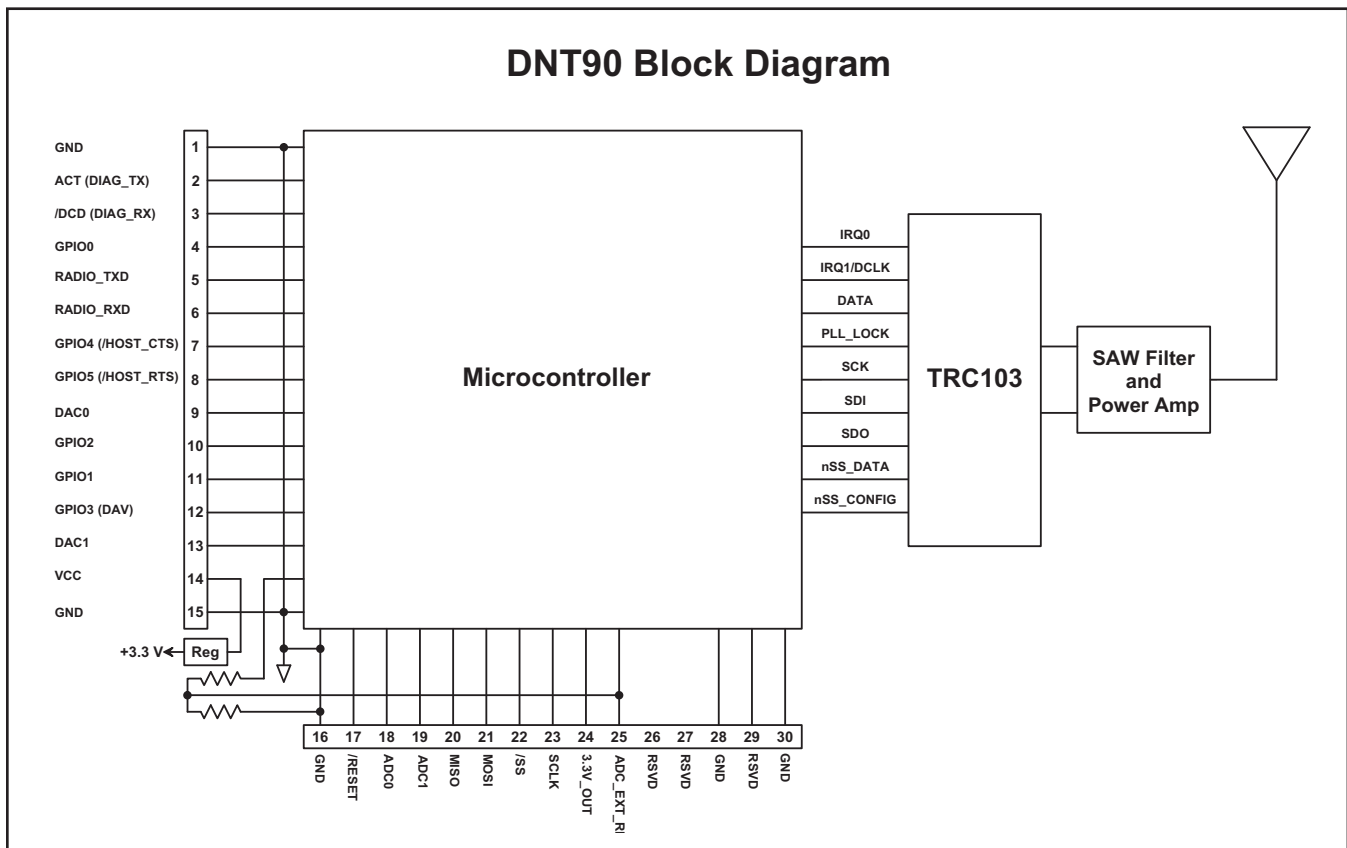 DNT90 Block Diagram
GND 1
ACT (DIAG_TX) 2
/DCD (DIAG_RX) 3
GPIO0 4
RADIO_TXD 5
RADIO_RXD 6
GPIO4 (/HOST_CTS) 7
GPIO5 (/HOST_RTS) 8
DAC0 9
GPIO2 10
GPIO1 11
GPIO3 (DAV) 12
DAC1 13
VCC 14
GND 15
+3.3 V
Reg
Microcontroller
IRQ0
IRQ1/DCLK
DATA
PLL_LOCK
SCK
SDI
SDO
nSS_DATA
nSS_CONFIG
TRC103
SAW Filter
and
Power Amp
16 17 18 19 20 21 22 23 24 25 26 27 28 29 30
GND
/RESET
ADC0
ADC1
MISO
MOSI
/SS
SCLK
3.3V_OUT
RSVD
RSVD
GND
RSVD
GND